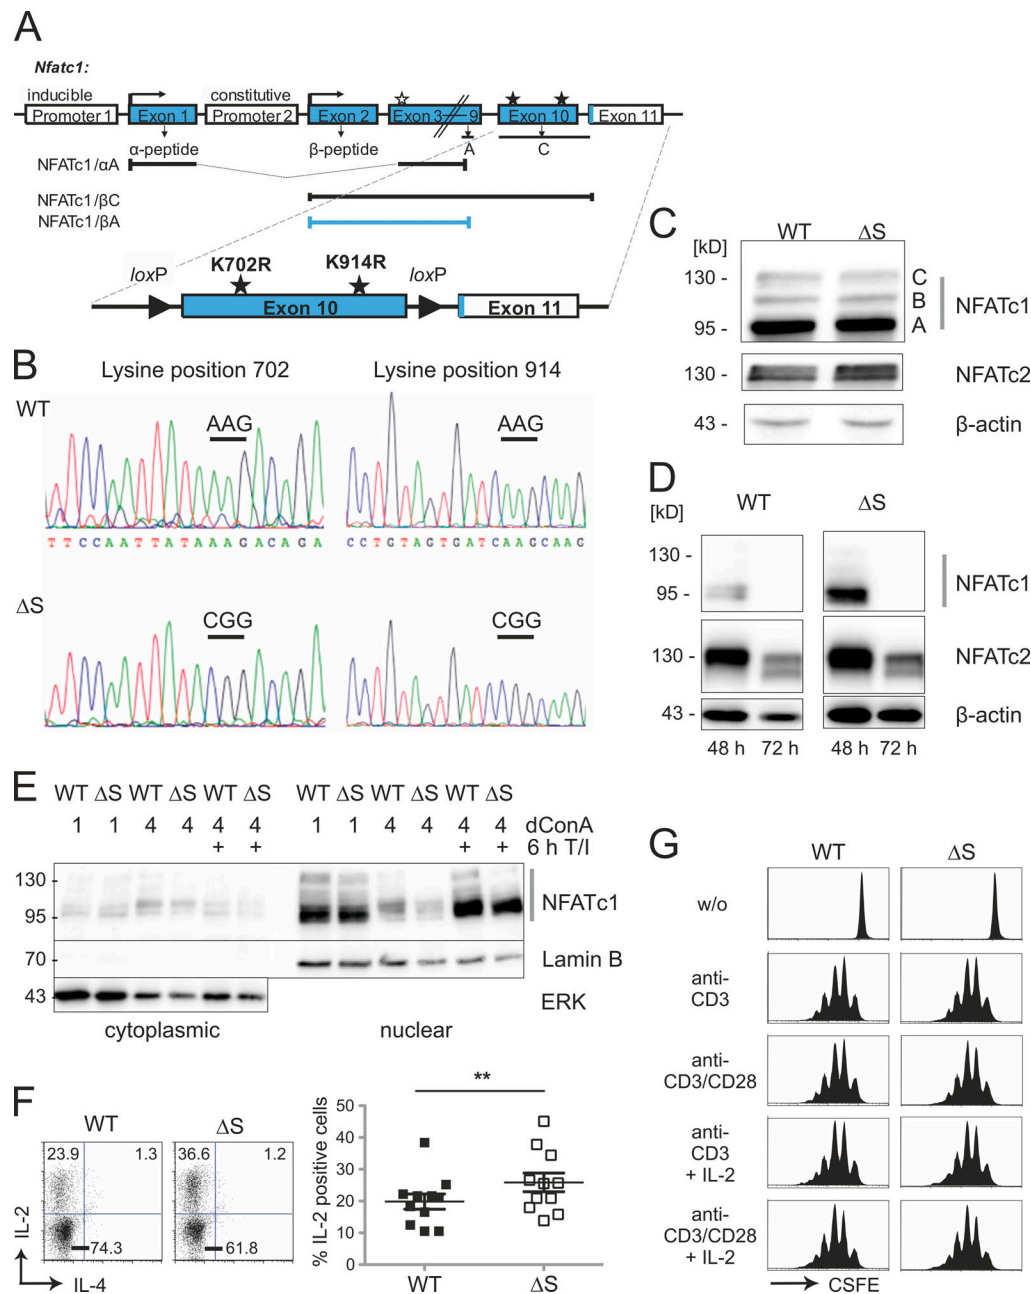 A
Nfatc1:
inducible
constitutive
Promoter 1
Exon 1
Promoter 2
Exon 2
Exon 3
9
Exon 10
Exon 11
α-peptide
β-peptide
A
C
NFATc1/αA
NFATc1/βC
NFATc1/βA
loxP
K702R
K914R
loxP
Exon 10
Exon 11
B
Lysine position 702
Lysine position 914
WT
AAG
AAG
T T C C A A T T A T A A A G A C A G A
C C T G T A G T G A T C A A G C A A G
ΔS
CGG
CGG
C
[kD]
WT
ΔS
130 -
95 -
C
B
A
NFATc1
130 -
NFATc2
43 -
β-actin
D
[kD]
WT
ΔS
130 -
95 -
NFATc1
130 -
NFATc2
43 -
β-actin
48 h 72 h
48 h 72 h
E
WT ΔS WT ΔS WT ΔS
WT ΔS WT ΔS WT ΔS
1 1 4 4 4 4
1 1 4 4 4 4
dConA
+ +
+ +
6 h T/I
130
95
NFATc1
70
Lamin B
43
ERK
cytoplasmic
nuclear
F
WT
ΔS
23.9
1.3
36.6
1.2
74.3
61.8
IL-2
IL-4
**
% IL-2 positive cells
50
40
30
20
10
0
WT
ΔS
G
WT
ΔS
w/o
anti-
CD3
anti-
CD3/CD28
anti-
CD3
+ IL-2
anti-
CD3/CD28
+ IL-2
CSFE